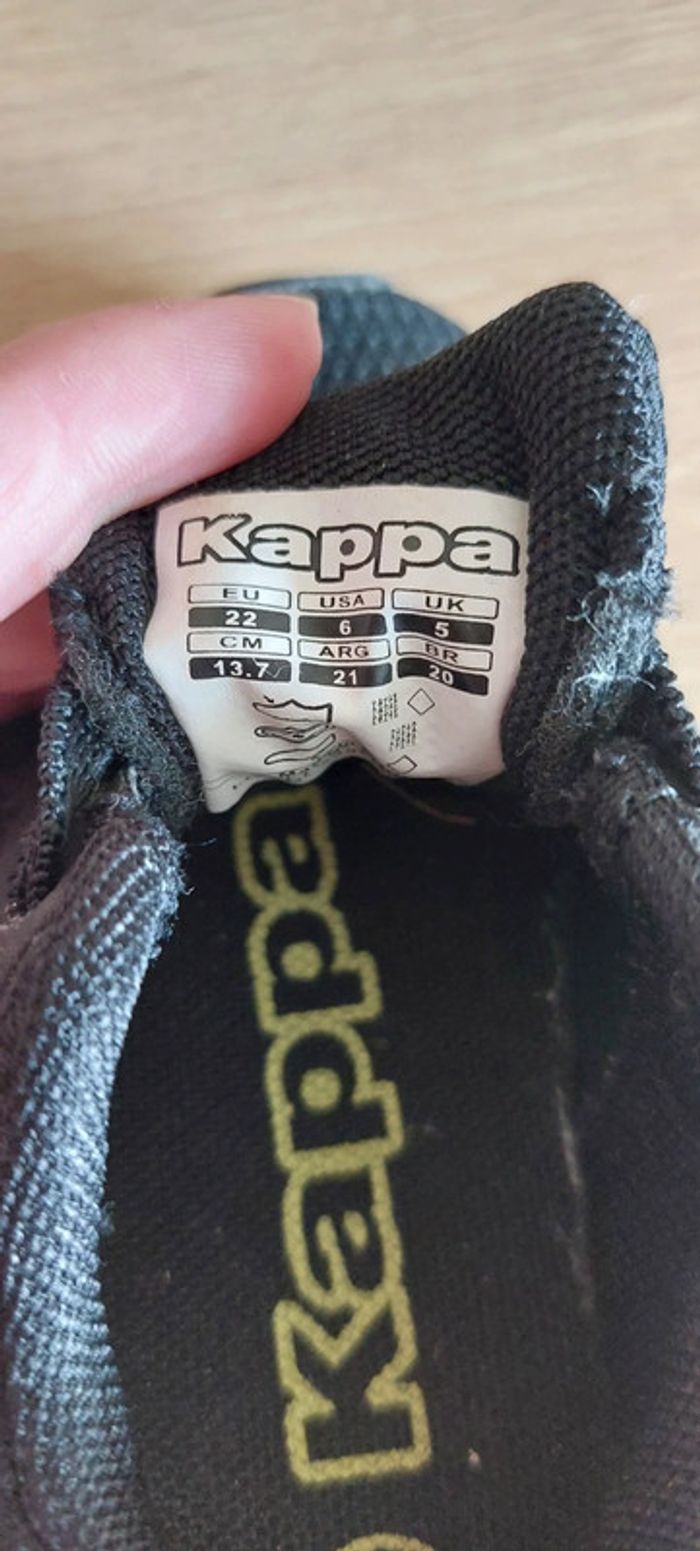 Kappa
EU USA UK
22 6 5
CM ARG BR
13.7 21 20
Kappa